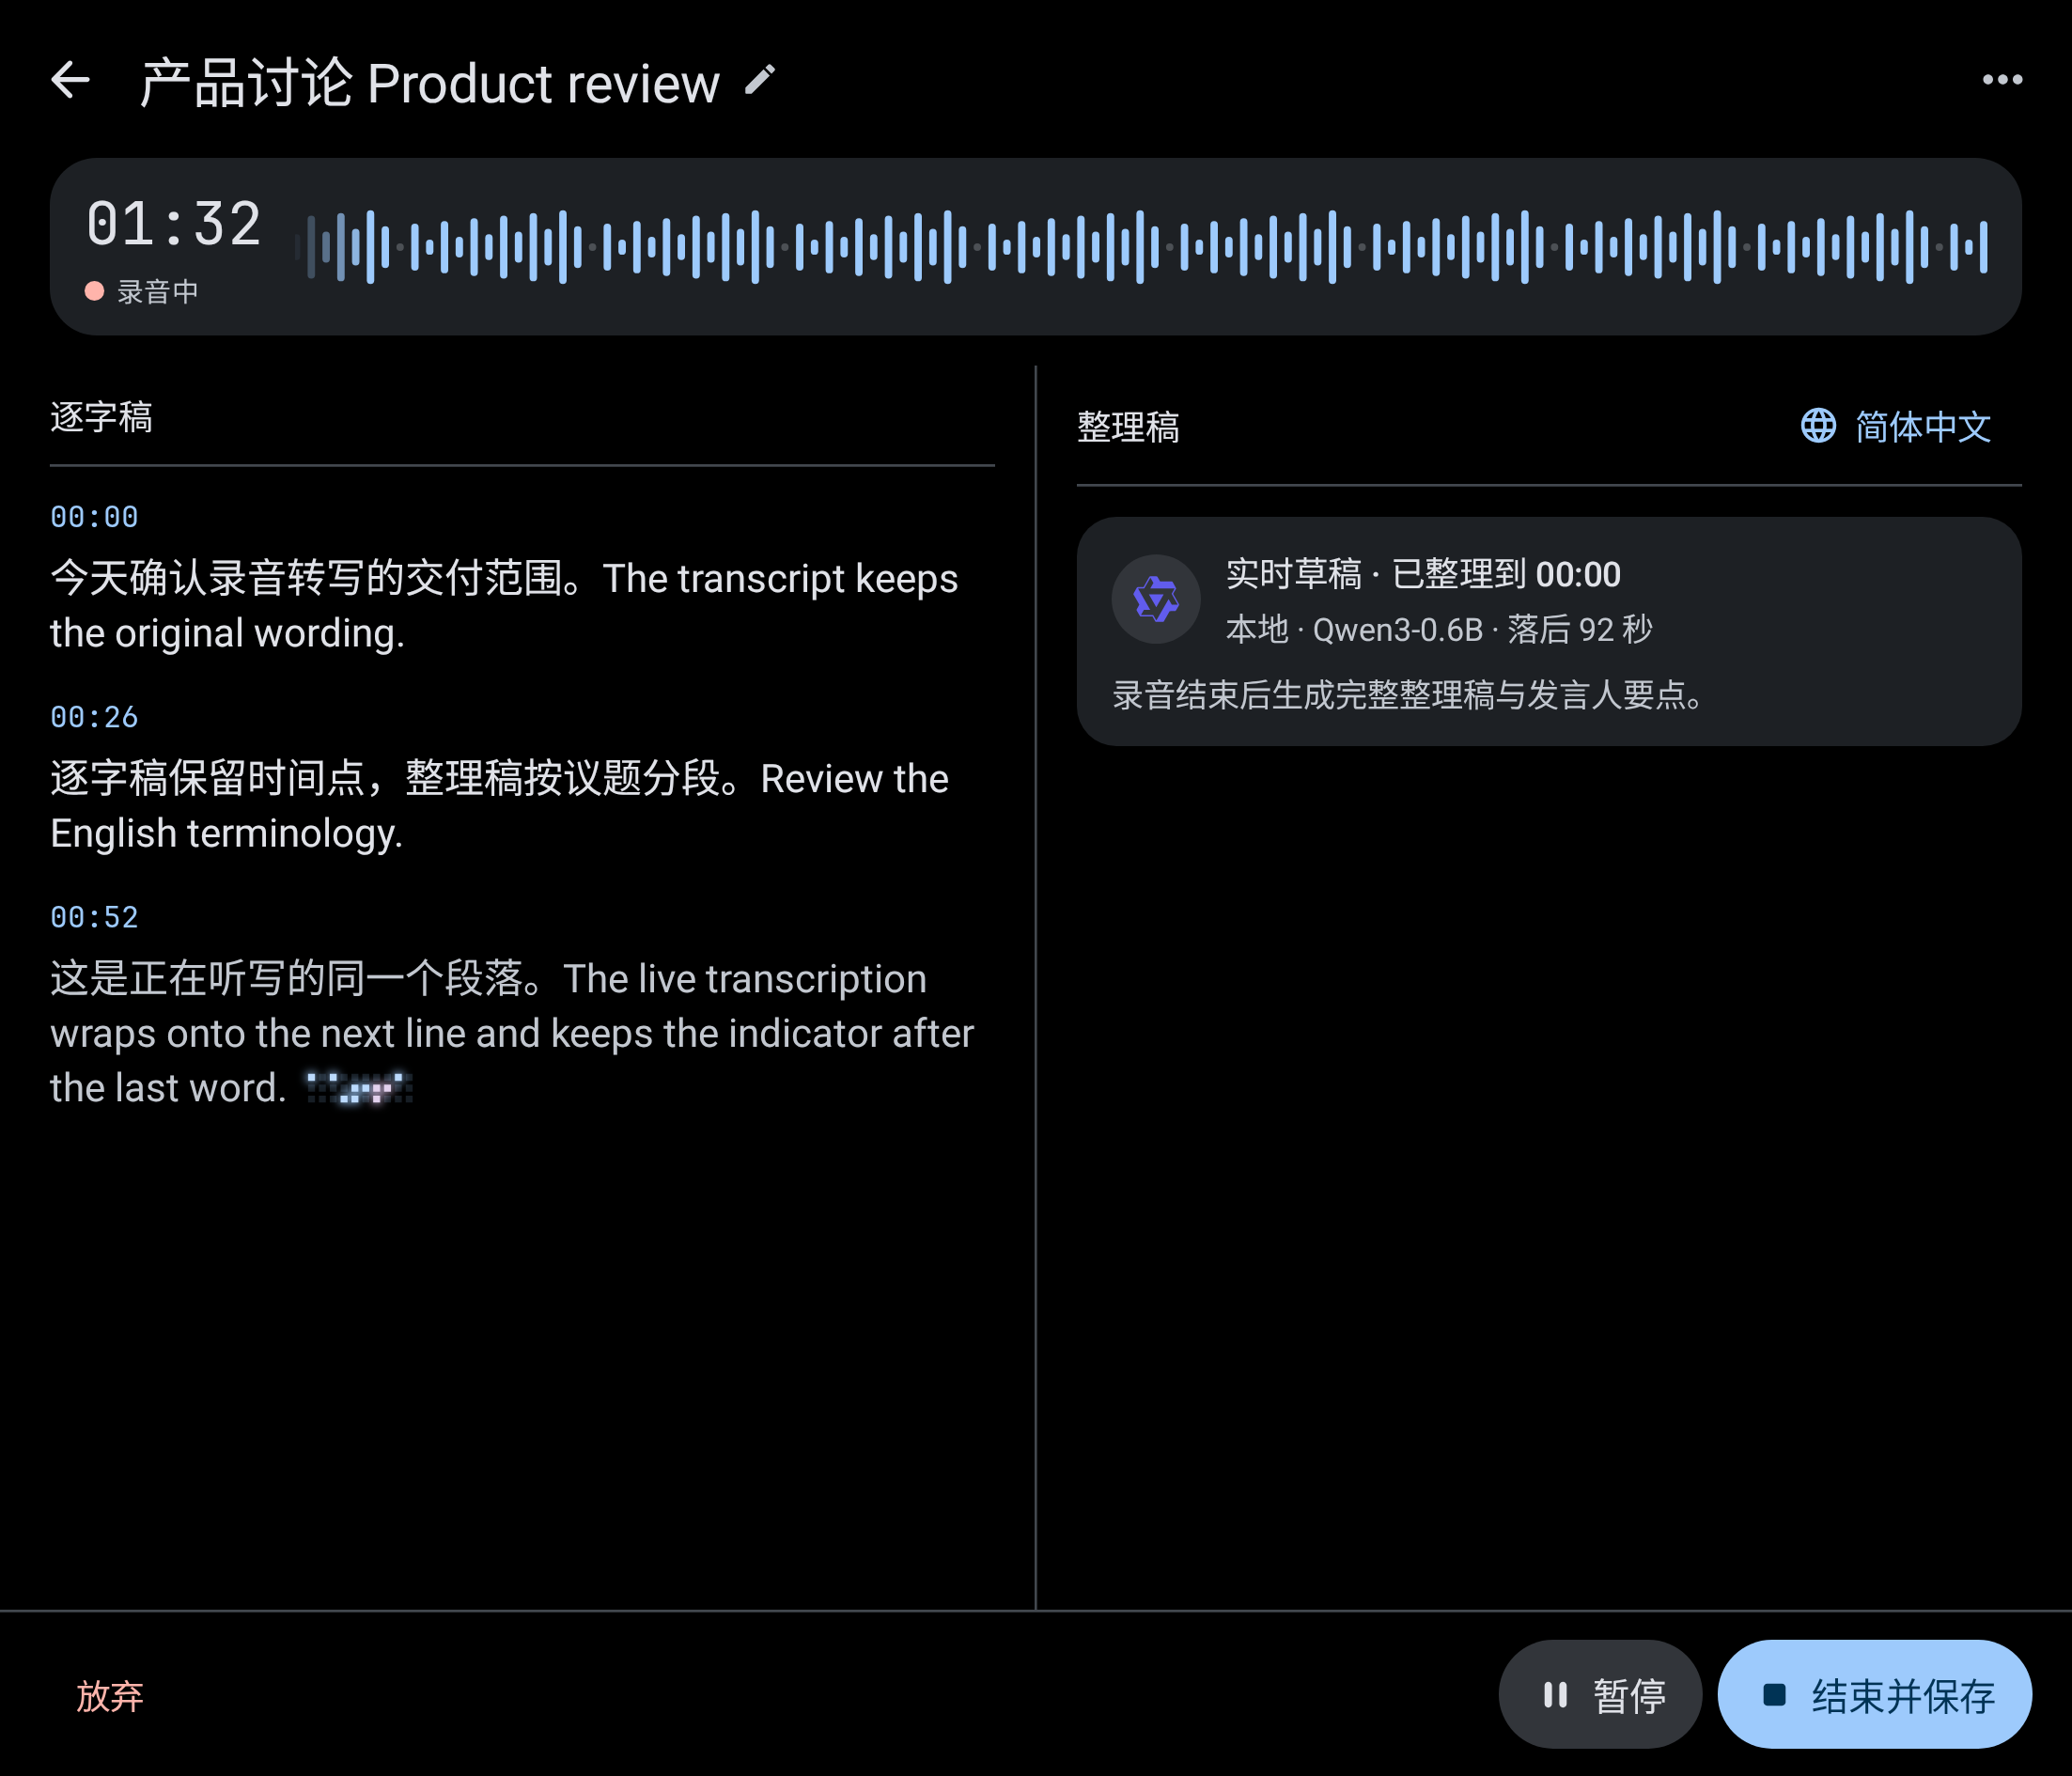 产品讨论 Product review
01:32
录音中
逐字稿
00:00
今天确认录音转写的交付范围。The transcript keeps
the original wording.
00:26
逐字稿保留时间点，整理稿按议题分段。Review the
English terminology.
00:52
这是正在听写的同一个段落。The live transcription
wraps onto the next line and keeps the indicator after
the last word.
整理稿
简体中文
实时草稿 · 已整理到 00:00
本地 · Qwen3-0.6B · 落后 92 秒
录音结束后生成完整整理稿与发言人要点。
放弃
暂停
结束并保存